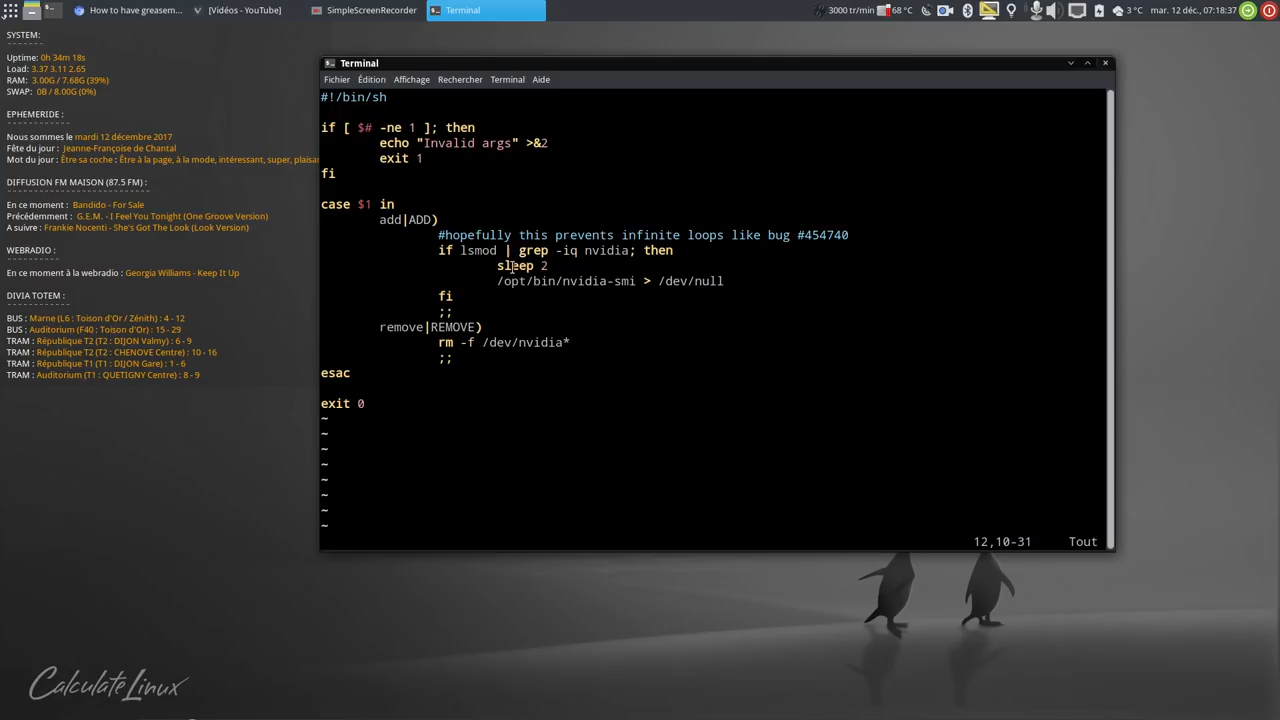 How to have greasem...
[Vidéos - YouTube]
SimpleScreenRecorder
Terminal
3000 tr/min
68 °C
3 °C
mar. 12 déc., 07:18:37
SYSTEM:
Uptime: 0h 34m 18s
Load: 3.37 3.11 2.65
RAM: 3.00G / 7.68G (39%)
SWAP: 0B / 8.00G (0%)
EPHEMERIDE :
Nous sommes le mardi 12 décembre 2017
Fête du jour : Jeanne-Françoise de Chantal
Mot du jour : Être sa coche : Être à la page, à la mode, intéressant, super, plaisan
DIFFUSION FM MAISON (87.5 FM) :
En ce moment : Bandido - For Sale
Précédemment : G.E.M. - I Feel You Tonight (One Groove Version)
A suivre : Frankie Nocenti - She's Got The Look (Look Version)
WEBRADIO :
En ce moment à la webradio : Georgia Williams - Keep It Up
DIVIA TOTEM :
BUS : Marne (L6 : Toison d'Or / Zénith) : 4 - 12
BUS : Auditorium (F40 : Toison d'Or) : 15 - 29
TRAM : République T2 (T2 : DIJON Valmy) : 6 - 9
TRAM : République T2 (T2 : CHENOVE Centre) : 10 - 16
TRAM : République T1 (T1 : DIJON Gare) : 1 - 6
TRAM : Auditorium (T1 : QUETIGNY Centre) : 8 - 9
Terminal
Fichier Édition Affichage Rechercher Terminal Aide
#!/bin/sh
if [ $# -ne 1 ]; then
echo "Invalid args" >&2
exit 1
fi
case $1 in
add|ADD)
#hopefully this prevents infinite loops like bug #454740
if lsmod | grep -iq nvidia; then
sleep 2
/opt/bin/nvidia-smi > /dev/null
fi
;;
remove|REMOVE)
rm -f /dev/nvidia*
;;
esac
exit 0
~
~
~
~
~
~
~
~
12,10-31 Tout
Calculate Linux